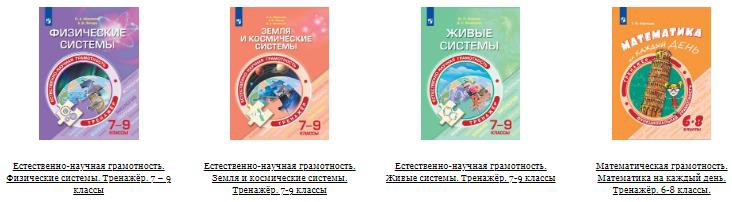 ФИЗИЧЕСКИЕ
СИСТЕМЫ
ЕСТЕСТВЕННО-НАУЧНАЯ ГРАМОТНОСТЬ
ТРЕНАЖЁР
7–9
КЛАССЫ
ЗЕМЛЯ
И КОСМИЧЕСКИЕ
СИСТЕМЫ
ЕСТЕСТВЕННО-НАУЧНАЯ ГРАМОТНОСТЬ
ТРЕНАЖЁР
7–9
КЛАССЫ
ЖИВЫЕ
СИСТЕМЫ
ЕСТЕСТВЕННО-НАУЧНАЯ ГРАМОТНОСТЬ
ТРЕНАЖЁР
7–9
КЛАССЫ
МАТЕМАТИКА
НА КАЖДЫЙ ДЕНЬ
ТРЕНАЖЁР
6-8
КЛАССЫ
Естественно-научная грамотность.
Физические системы. Тренажёр. 7 – 9
классы
Естественно-научная грамотность.
Земля и космические системы.
Тренажёр. 7-9 классы
Естественно-научная грамотность.
Живые системы. Тренажёр. 7-9 классы
Математическая грамотность.
Математика на каждый день.
Тренажёр. 6-8 классы.